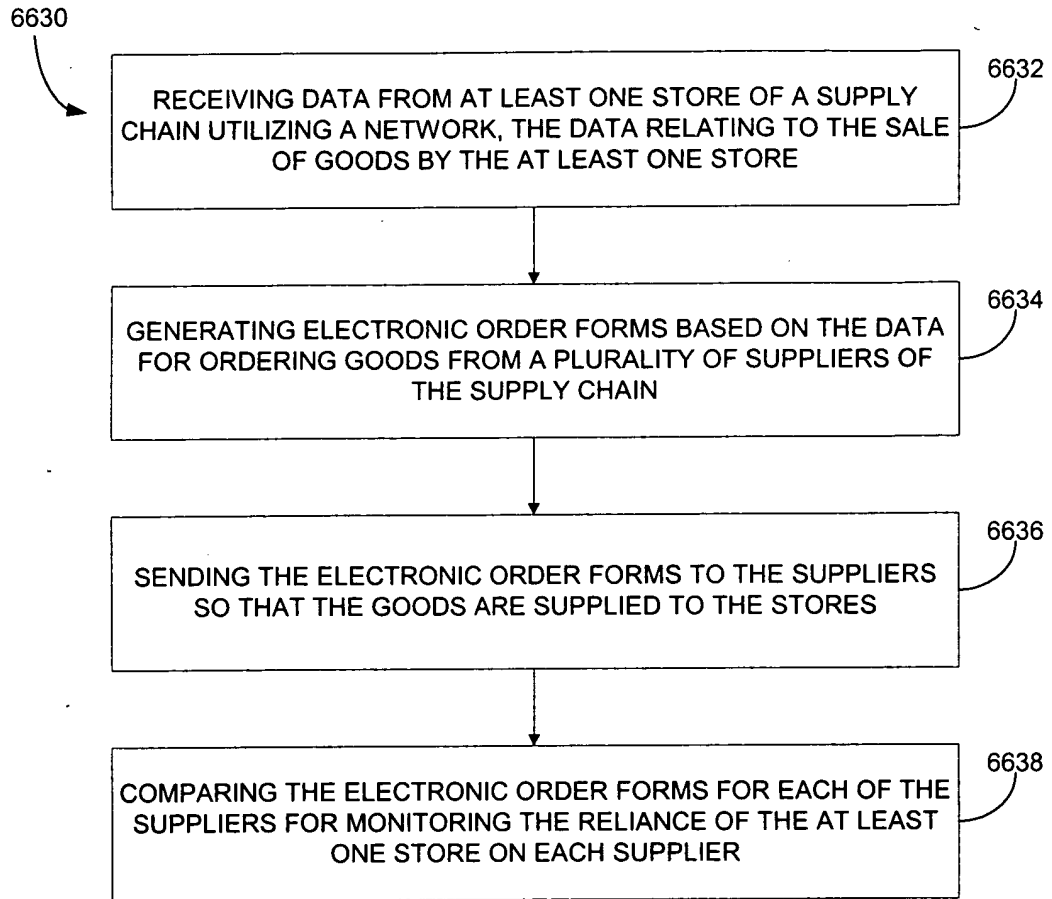 6630
6632
RECEIVING DATA FROM AT LEAST ONE STORE OF A SUPPLY
CHAIN UTILIZING A NETWORK, THE DATA RELATING TO THE SALE
OF GOODS BY THE AT LEAST ONE STORE
6634
GENERATING ELECTRONIC ORDER FORMS BASED ON THE DATA
FOR ORDERING GOODS FROM A PLURALITY OF SUPPLIERS OF
THE SUPPLY CHAIN
6636
SENDING THE ELECTRONIC ORDER FORMS TO THE SUPPLIERS
SO THAT THE GOODS ARE SUPPLIED TO THE STORES
6638
COMPARING THE ELECTRONIC ORDER FORMS FOR EACH OF THE
SUPPLIERS FOR MONITORING THE RELIANCE OF THE AT LEAST
ONE STORE ON EACH SUPPLIER